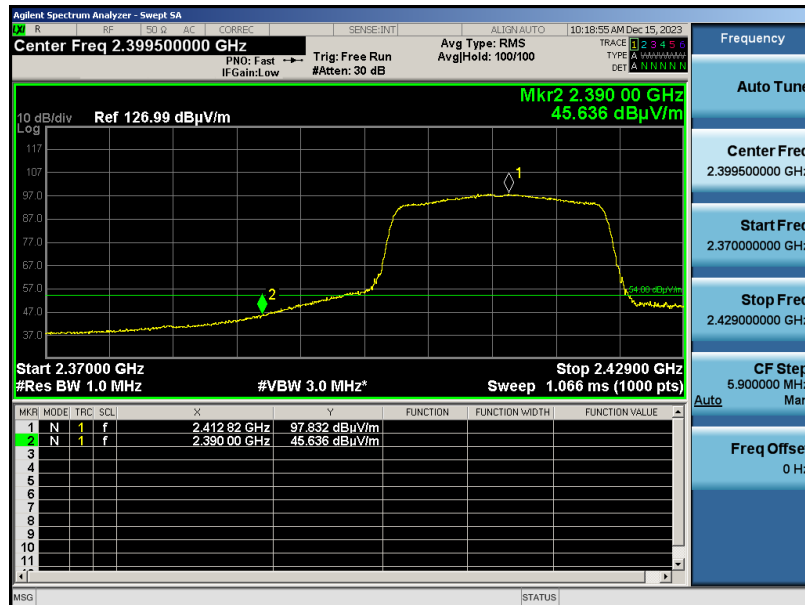 Agilent Spectrum Analyzer - Swept SA
R RF 50 Ω AC CORREC SENSE:INT ALIGN AUTO 10:18:55 AM Dec 15, 2023
Center Freq 2.399500000 GHz
PNO: Fast
IFGain:Low
Trig: Free Run
#Atten: 30 dB
Avg Type: RMS
Avg|Hold: 100/100
TRACE 1 2 3 4 5 6
TYPE A WWWWW
DET A N N N N N
Mkr2 2.390 00 GHz
45.636 dBµV/m
10 dB/div Ref 126.99 dBµV/m
Log
117
107
97.0
87.0
77.0
67.0
57.0
47.0
37.0
1
2
54.00 dBµV/m
Start 2.37000 GHz Stop 2.42900 GHz
#Res BW 1.0 MHz #VBW 3.0 MHz* Sweep 1.066 ms (1000 pts)
MKR MODE TRC SCL X Y FUNCTION FUNCTION WIDTH FUNCTION VALUE
1 N 1 f 2.412 82 GHz 97.832 dBµV/m
2 N 1 f 2.390 00 GHz 45.636 dBµV/m
3
4
5
6
7
8
9
10
11
MSG STATUS
Frequency
Auto Tune
Center Freq
2.399500000 GHz
Start Freq
2.370000000 GHz
Stop Freq
2.429000000 GHz
CF Step
5.900000 MHz
Auto Man
Freq Offset
0 Hz